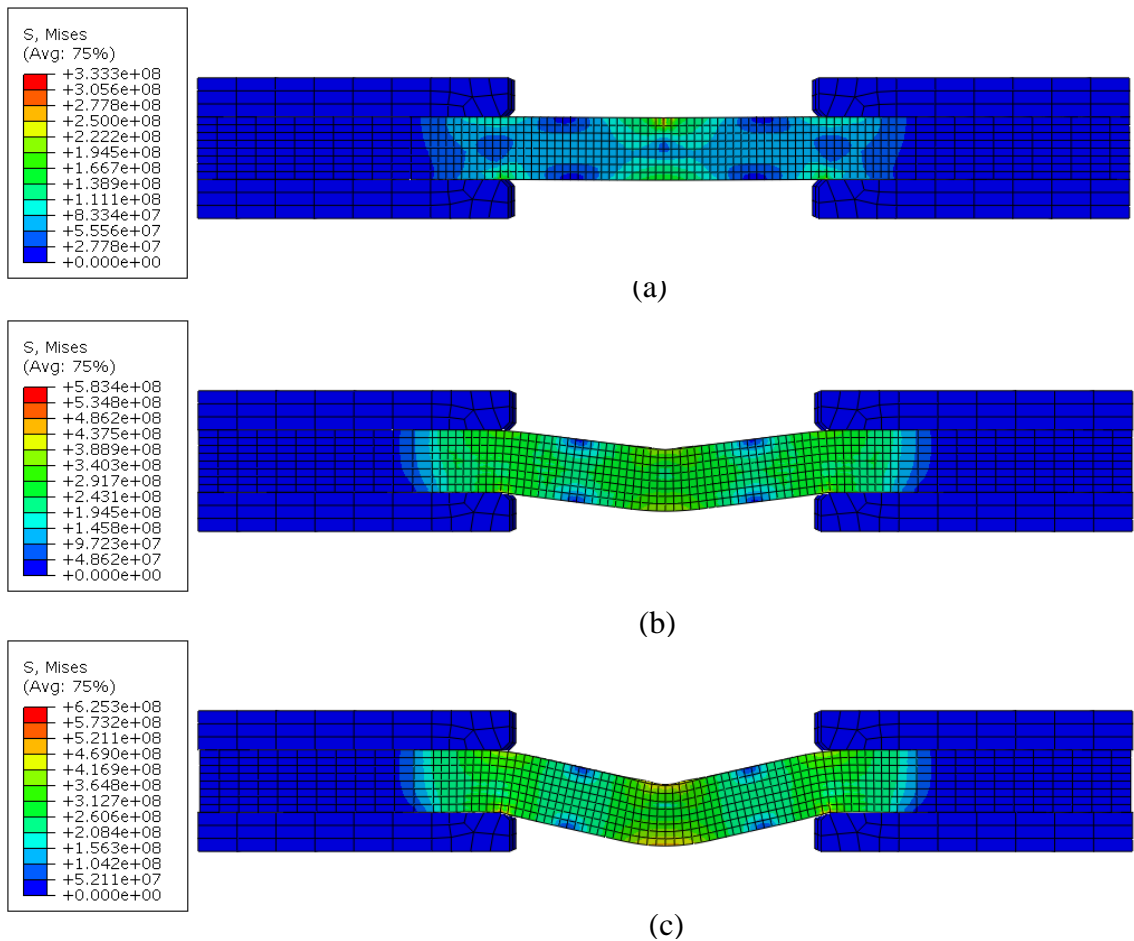 S, Mises
(Avg: 75%)
+3.333e+08
+3.056e+08
+2.778e+08
+2.500e+08
+2.222e+08
+1.945e+08
+1.667e+08
+1.389e+08
+1.111e+08
+8.334e+07
+5.556e+07
+2.778e+07
+0.000e+00
(a)
S, Mises
(Avg: 75%)
+5.834e+08
+5.348e+08
+4.862e+08
+4.375e+08
+3.889e+08
+3.403e+08
+2.917e+08
+2.431e+08
+1.945e+08
+1.458e+08
+9.723e+07
+4.862e+07
+0.000e+00
(b)
S, Mises
(Avg: 75%)
+6.253e+08
+5.732e+08
+5.211e+08
+4.690e+08
+4.169e+08
+3.648e+08
+3.127e+08
+2.606e+08
+2.084e+08
+1.563e+08
+1.042e+08
+5.211e+07
+0.000e+00
(c)